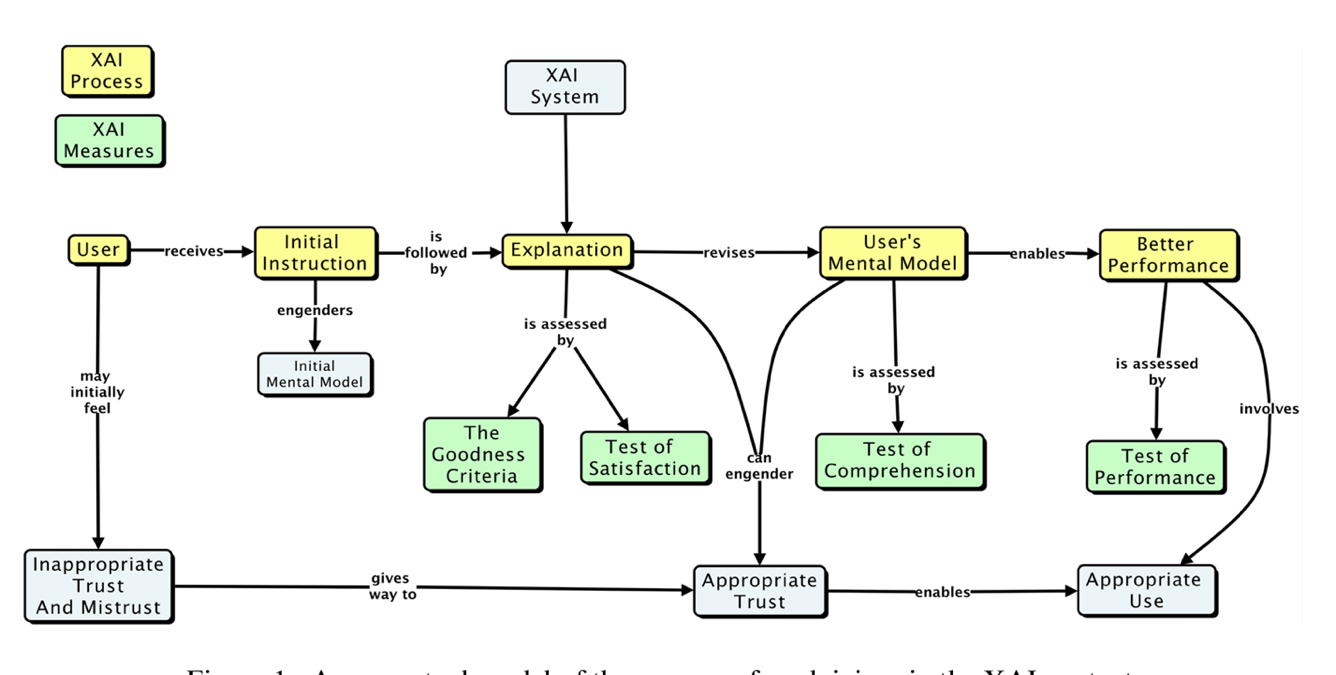 XAI
Process
XAI
Measures
XAI
System
User
receives
Initial
Instruction
is
followed
by
Explanation
revises
User's
Mental Model
enables
Better
Performance
engenders
Initial
Mental Model
is assessed
by
may
initially
feel
is assessed
by
is assessed
by
involves
The
Goodness
Criteria
Test of
Satisfaction
can
engender
Test of
Comprehension
Test of
Performance
Inappropriate
Trust
And Mistrust
gives
way to
Appropriate
Trust
enables
Appropriate
Use